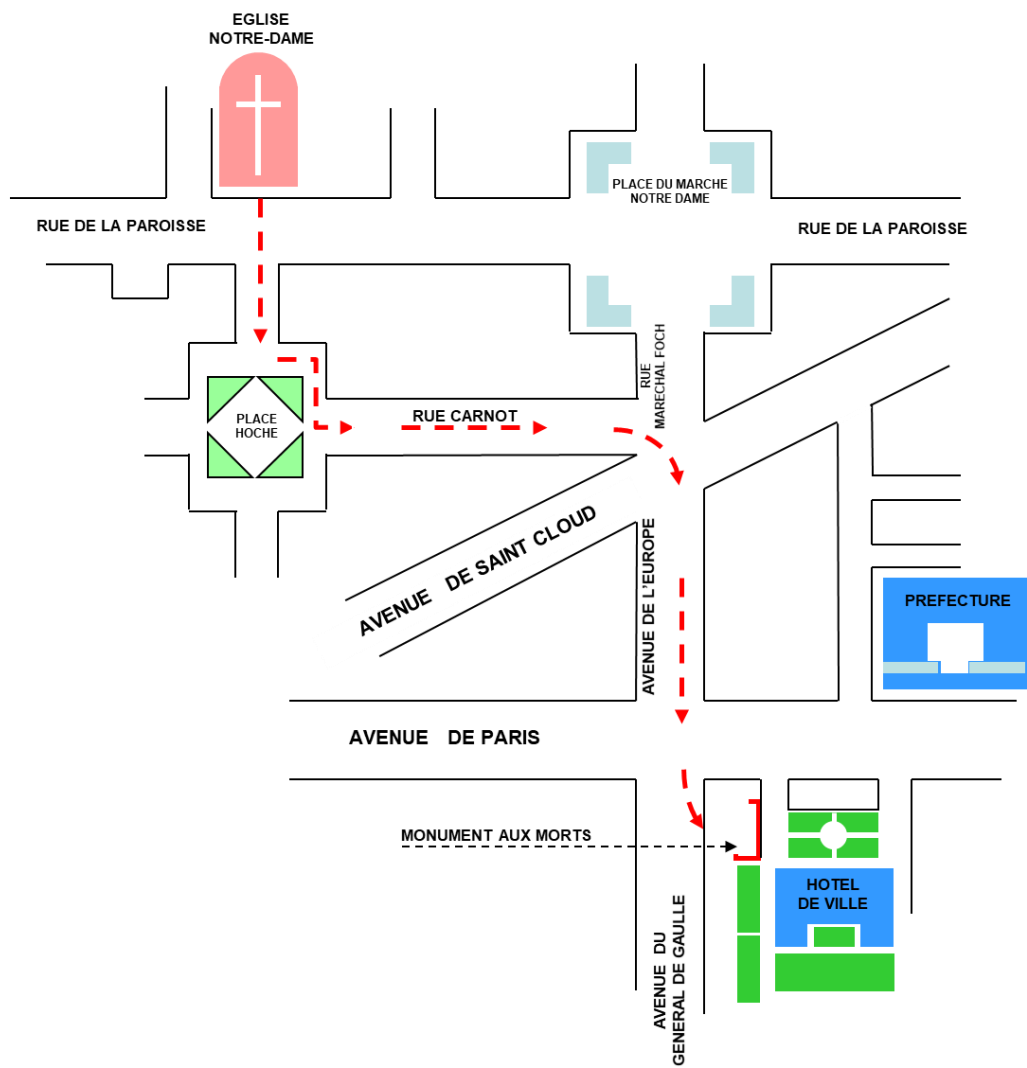 EGLISE
NOTRE-DAME
PLACE DU MARCHE
NOTRE DAME
RUE DE LA PAROISSE
RUE DE LA PAROISSE
RUE
MARECHAL FOCH
PLACE
HOCHE
RUE CARNOT
AVENUE DE SAINT CLOUD
AVENUE DE L'EUROPE
PREFECTURE
AVENUE DE PARIS
MONUMENT AUX MORTS
HOTEL
DE VILLE
AVENUE DU
GENERAL DE GAULLE